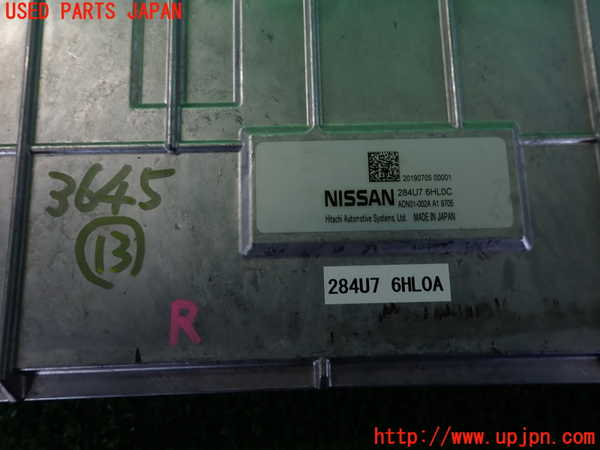 USED PARTS JAPAN
3645
13
R
20190705 00001
NISSAN
284U7 6HL0C
ADN01-002A A1 9705
Hitachi Automotive Systems, Ltd. MADE IN JAPAN
284U7 6HL0A
http://www.upjpn.com/